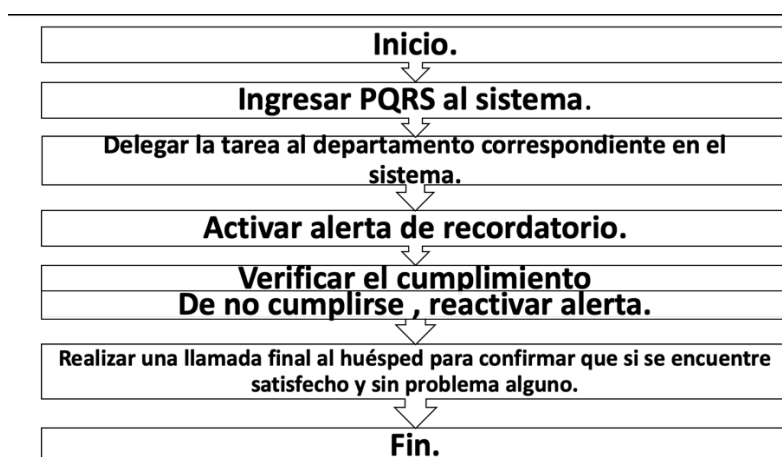 Inicio.
Ingresar PQRS al sistema.
Delegar la tarea al departamento correspondiente en el
sistema.
Activar alerta de recordatorio.
Verificar el cumplimiento
De no cumplirse , reactivar alerta.
Realizar una llamada final al huésped para confirmar que si se encuentre
satisfecho y sin problema alguno.
Fin.